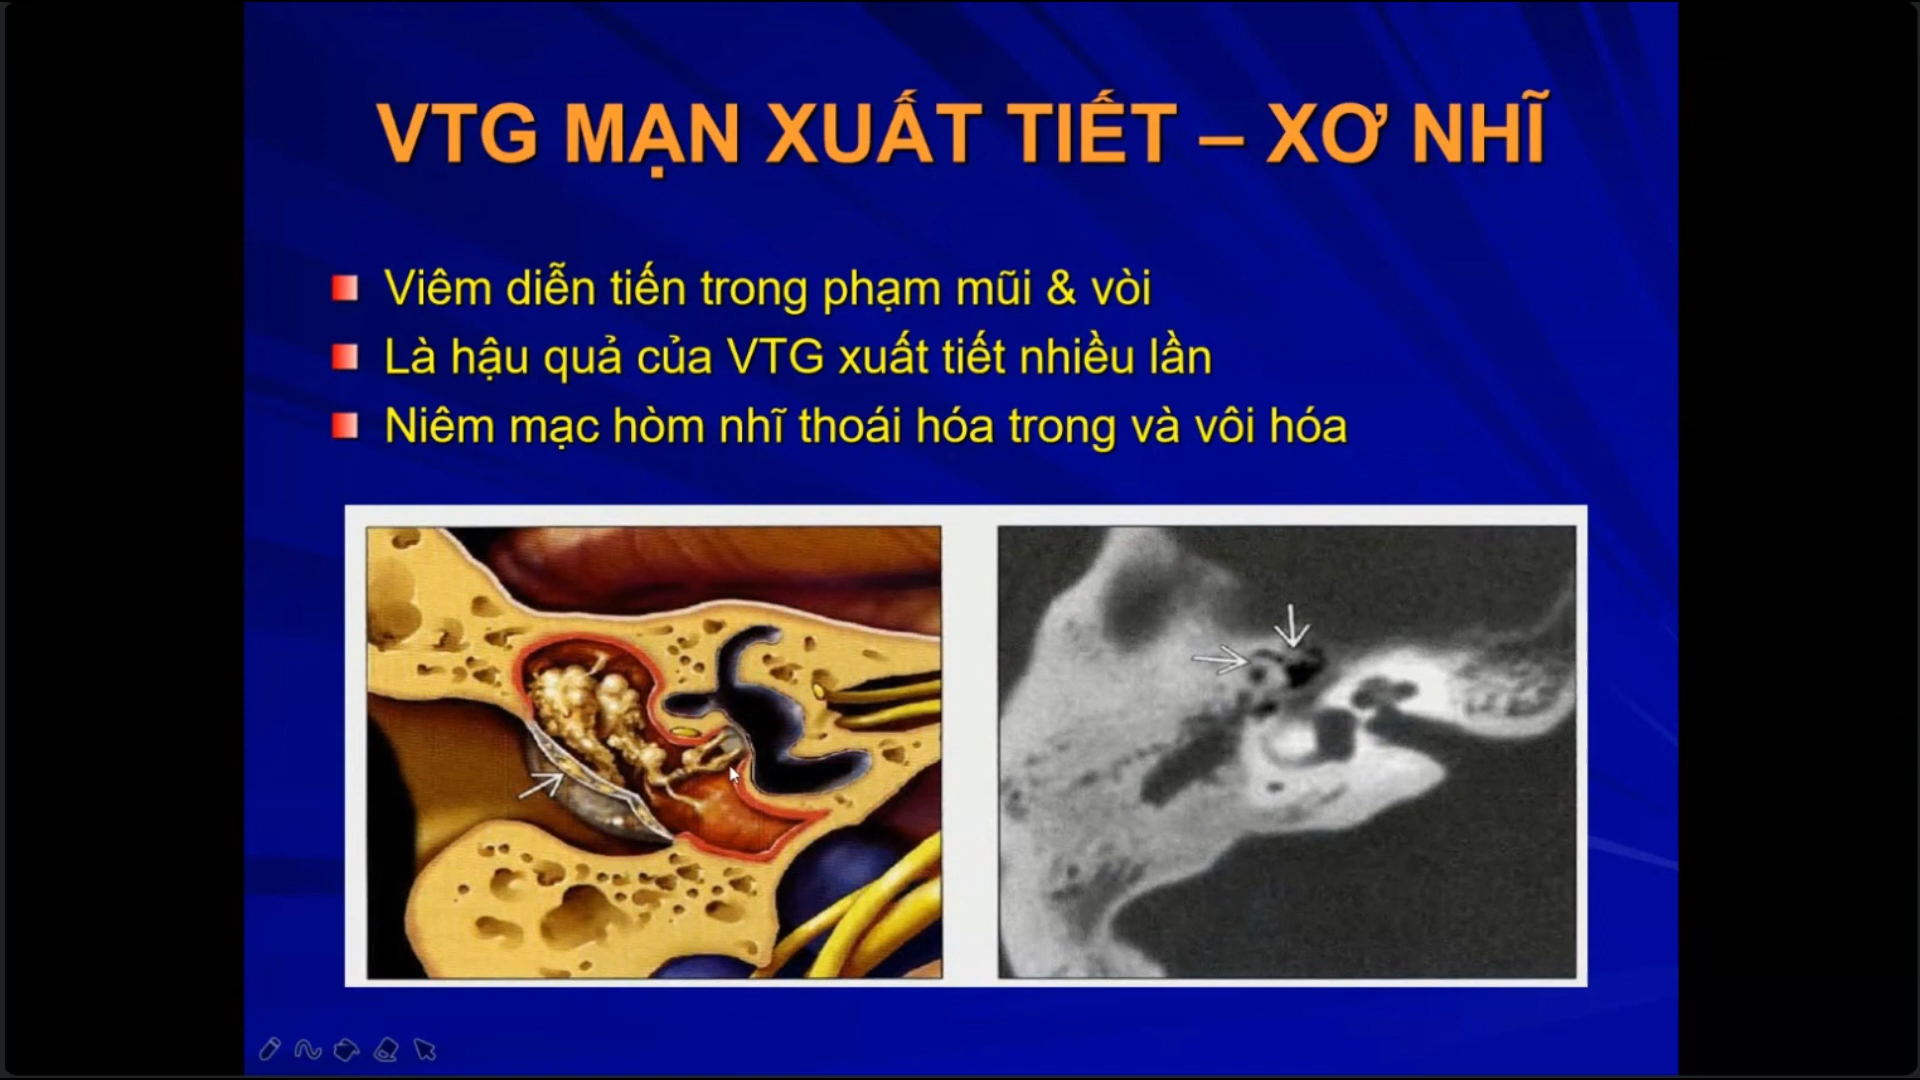 VTG MẠN XUẤT TIẾT – XƠ NHĨ
Viêm diễn tiến trong phạm mũi & vòi
Là hậu quả của VTG xuất tiết nhiều lần
Niêm mạc hòm nhĩ thoái hóa trong và vôi hóa